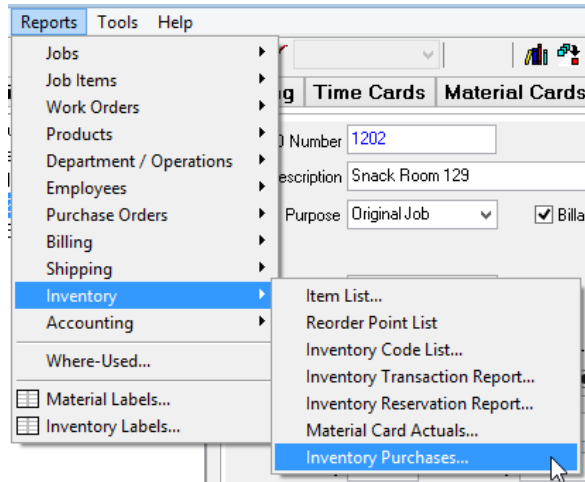 Reports Tools Help
Jobs
Job Items
Work Orders
Products
Department / Operations
Employees
Purchase Orders
Billing
Shipping
Inventory
Accounting
Where-Used...
Material Labels...
Inventory Labels...
Time Cards Material Cards
Number 1202
Snack Room 129
Purpose Original Job
Item List...
Reorder Point List
Inventory Code List...
Inventory Transaction Report...
Inventory Reservation Report...
Material Card Actuals...
Inventory Purchases...